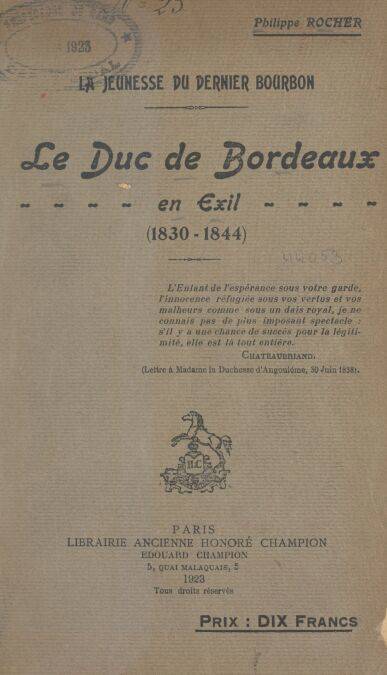 Philippe ROCHER
1923
LA JEUNESSE DU DERNIER BOURBON
Le Duc de Bordeaux
- - - - en Exil - - - -
(1830-1844)
L'Enfant de l'espérance sous votre garde,
l'innocence réfugiée sous vos vertus et vos
malheurs comme sous un dais royal, je ne
connais pas de plus imposant spectacle :
s'il y a une chance de succès pour la légiti-
mité, elle est là tout entière.
CHATEAUBRIAND.
(Lettre à Madame la Duchesse d'Angoulême, 30 Juin 1838).
H C
PARIS
LIBRAIRIE ANCIENNE HONORÉ CHAMPION
EDOUARD CHAMPION
5, QUAI MALAQUAIS, 5
1923
Tous droits réservés
PRIX : DIX FRANCS